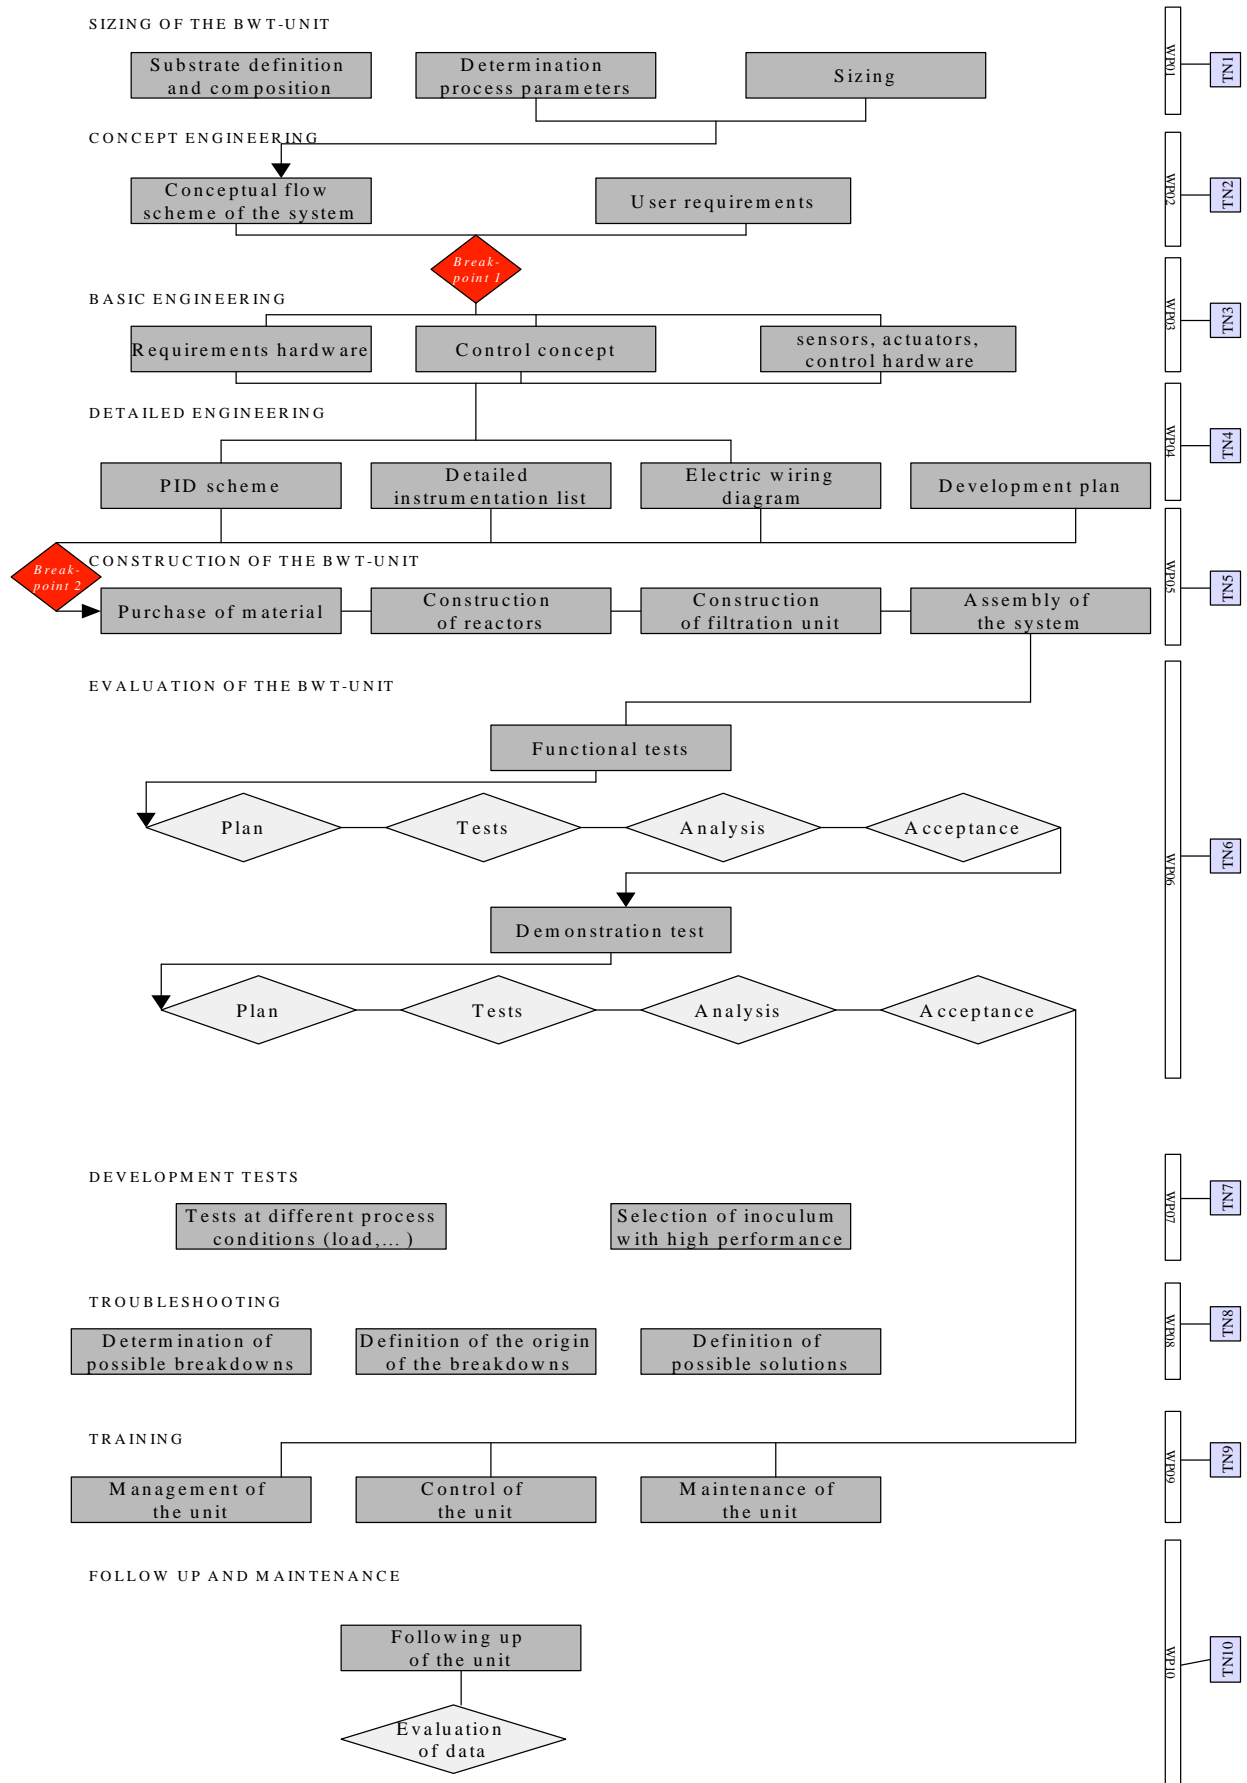 SIZING OF THE BWT-UNIT
Substrate definition
and composition
Determination
process parameters
Sizing
WP01
TN1
CONCEPT ENGINEERING
Conceptual flow
scheme of the system
User requirements
WP02
TN2
Break-
point 1
BASIC ENGINEERING
Requirements hardware
Control concept
sensors, actuators,
control hardware
WP03
TN3
DETAILED ENGINEERING
PID scheme
Detailed
instrumentation list
Electric wiring
diagram
Development plan
WP04
TN4
Break-
point 2
CONSTRUCTION OF THE BWT-UNIT
Purchase of material
Construction
of reactors
Construction
of filtration unit
Assembly of
the system
WP05
TN5
EVALUATION OF THE BWT-UNIT
Functional tests
Plan
Tests
Analysis
Acceptance
Demonstration test
Plan
Tests
Analysis
Acceptance
WP06
TN6
DEVELOPMENT TESTS
Tests at different process
conditions (load,...)
Selection of inoculum
with high performance
WP07
TN7
TROUBLESHOOTING
Determination of
possible breakdowns
Definition of the origin
of the breakdowns
Definition of
possible solutions
WP08
TN8
TRAINING
Management of
the unit
Control of
the unit
Maintenance of
the unit
WP09
TN9
FOLLOW UP AND MAINTENANCE
Following up
of the unit
Evaluation
of data
WP10
TN10